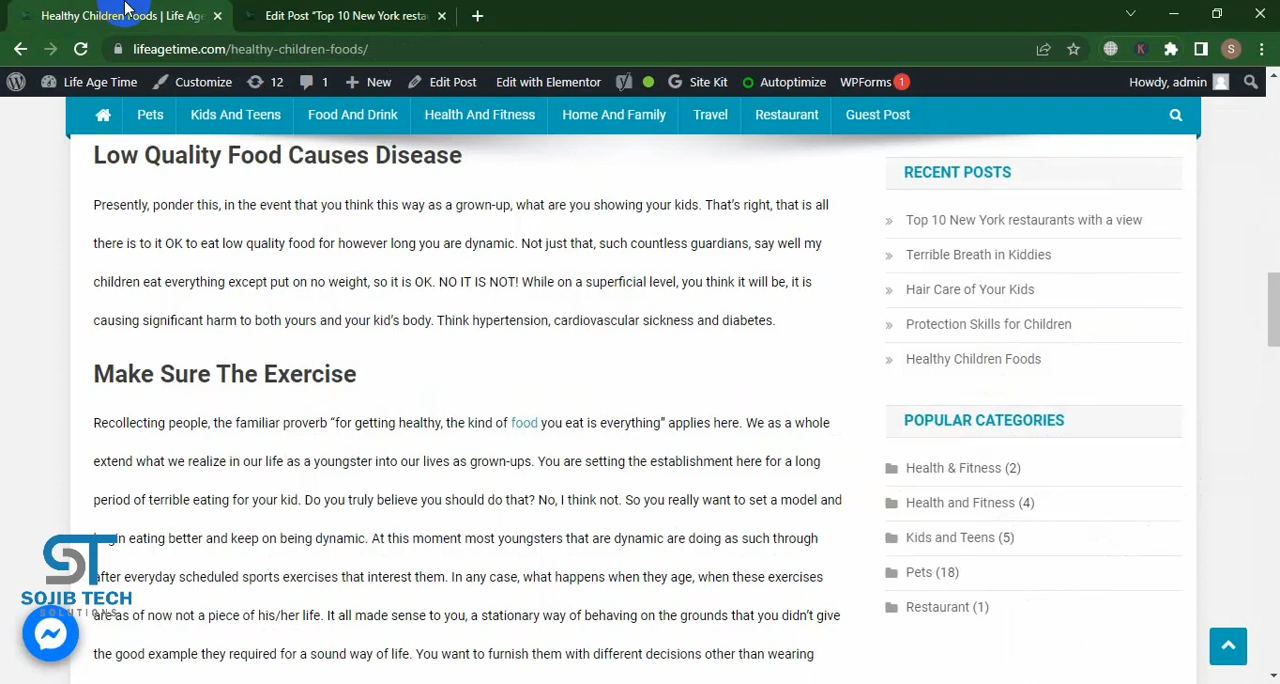 Healthy Children Foods | Life Age
Edit Post “Top 10 New York resta
lifeagetime.com/healthy-children-foods/
S
Life Age Time
Customize
12
1
New
Edit Post
Edit with Elementor
Site Kit
Autoptimize
WPForms 1
Howdy, admin
Pets
Kids And Teens
Food And Drink
Health And Fitness
Home And Family
Travel
Restaurant
Guest Post
Low Quality Food Causes Disease
Presently, ponder this, in the event that you think this way as a grown-up, what are you showing your kids. That’s right, that is all
there is to it OK to eat low quality food for however long you are dynamic. Not just that, such countless guardians, say well my
children eat everything except put on no weight, so it is OK. NO IT IS NOT! While on a superficial level, you think it will be, it is
causing significant harm to both yours and your kid’s body. Think hypertension, cardiovascular sickness and diabetes.
Make Sure The Exercise
Recollecting people, the familiar proverb “for getting healthy, the kind of food you eat is everything” applies here. We as a whole
extend what we realize in our life as a youngster into our lives as grown-ups. You are setting the establishment here for a long
period of terrible eating for your kid. Do you truly believe you should do that? No, I think not. So you really want to set a model and
eating better and keep on being dynamic. At this moment most youngsters that are dynamic are doing as such through
after everyday scheduled sports exercises that interest them. In any case, what happens when they age, when these exercises
are as of now not a piece of his/her life. It all made sense to you, a stationary way of behaving on the grounds that you didn’t give
the good example they required for a sound way of life. You want to furnish them with different decisions other than wearing
RECENT POSTS
Top 10 New York restaurants with a view
Terrible Breath in Kiddies
Hair Care of Your Kids
Protection Skills for Children
Healthy Children Foods
POPULAR CATEGORIES
Health & Fitness (2)
Health and Fitness (4)
Kids and Teens (5)
Pets (18)
Restaurant (1)
ST
SOJIB TECH
SOLUTIONS